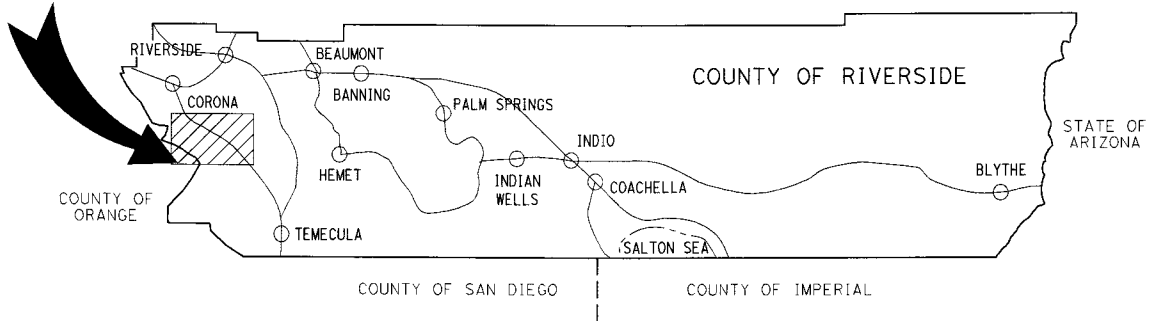 RIVERSIDE
BEAUMONT
COUNTY OF RIVERSIDE
BANNING
CORONA
PALM SPRINGS
STATE OF
ARIZONA
INDIO
HEMET
INDIAN
WELLS
COACHELLA
BLYTHE
COUNTY OF
ORANGE
TEMECULA
SALTON SEA
COUNTY OF SAN DIEGO
COUNTY OF IMPERIAL